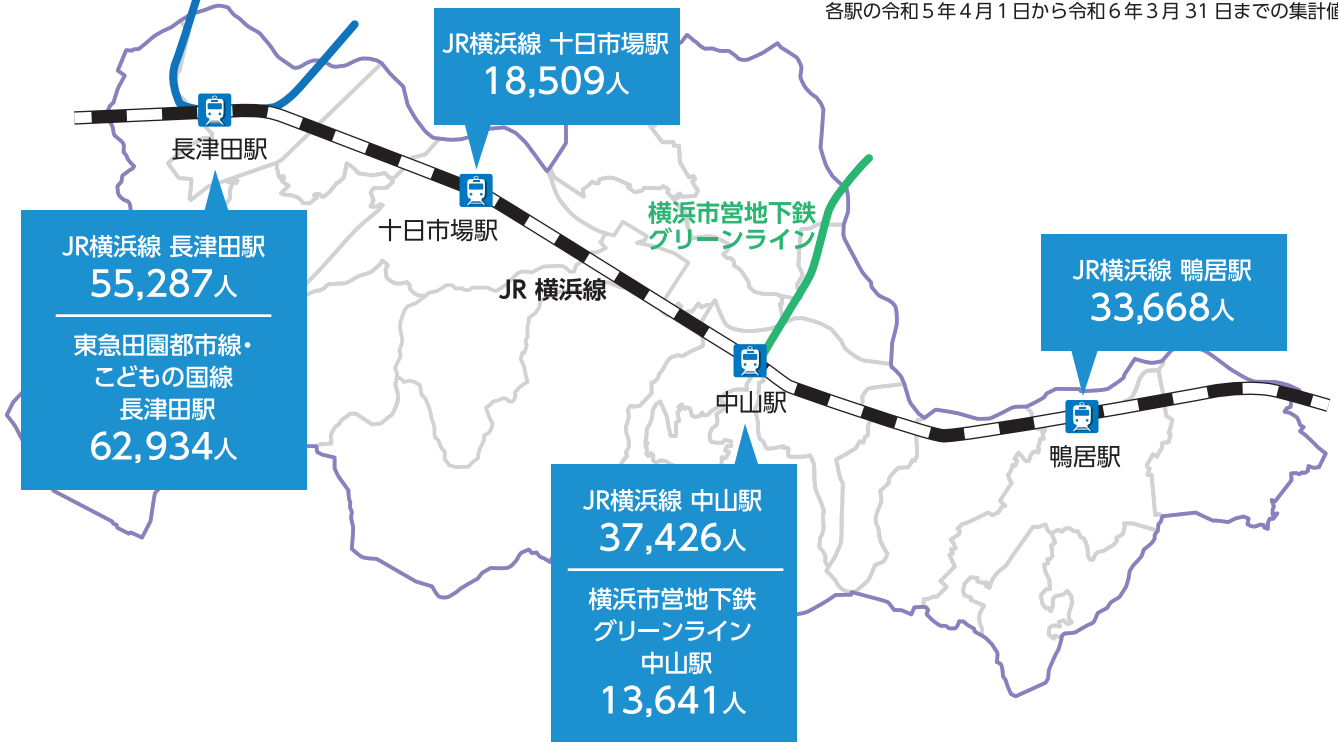 各駅の令和5年4月1日から令和6年3月31日までの集計値
JR横浜線 十日市場駅
18,509人
長津田駅
十日市場駅
横浜市営地下鉄
グリーンライン
JR横浜線 長津田駅
55,287人
東急田園都市線・
こどもの国線
長津田駅
62,934人
JR 横浜線
JR横浜線 鴨居駅
33,668人
中山駅
鴨居駅
JR横浜線 中山駅
37,426人
横浜市営地下鉄
グリーンライン
中山駅
13,641人